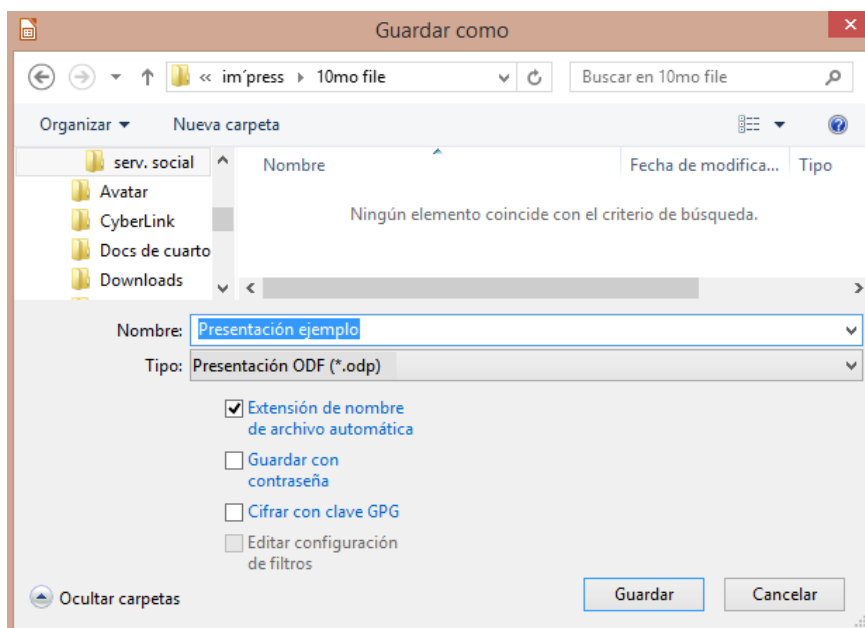 Guardar como
« im´press 10mo file
Buscar en 10mo file
Organizar
Nueva carpeta
serv. social
Avatar
CyberLink
Docs de cuarto
Downloads
Nombre
Fecha de modifica...
Tipo
Ningún elemento coincide con el criterio de búsqueda.
Nombre: Presentación ejemplo
Tipo: Presentación ODF (*.odp)
Extensión de nombre
de archivo automática
Guardar con
contraseña
Cifrar con clave GPG
Editar configuración
de filtros
Ocultar carpetas
Guardar
Cancelar